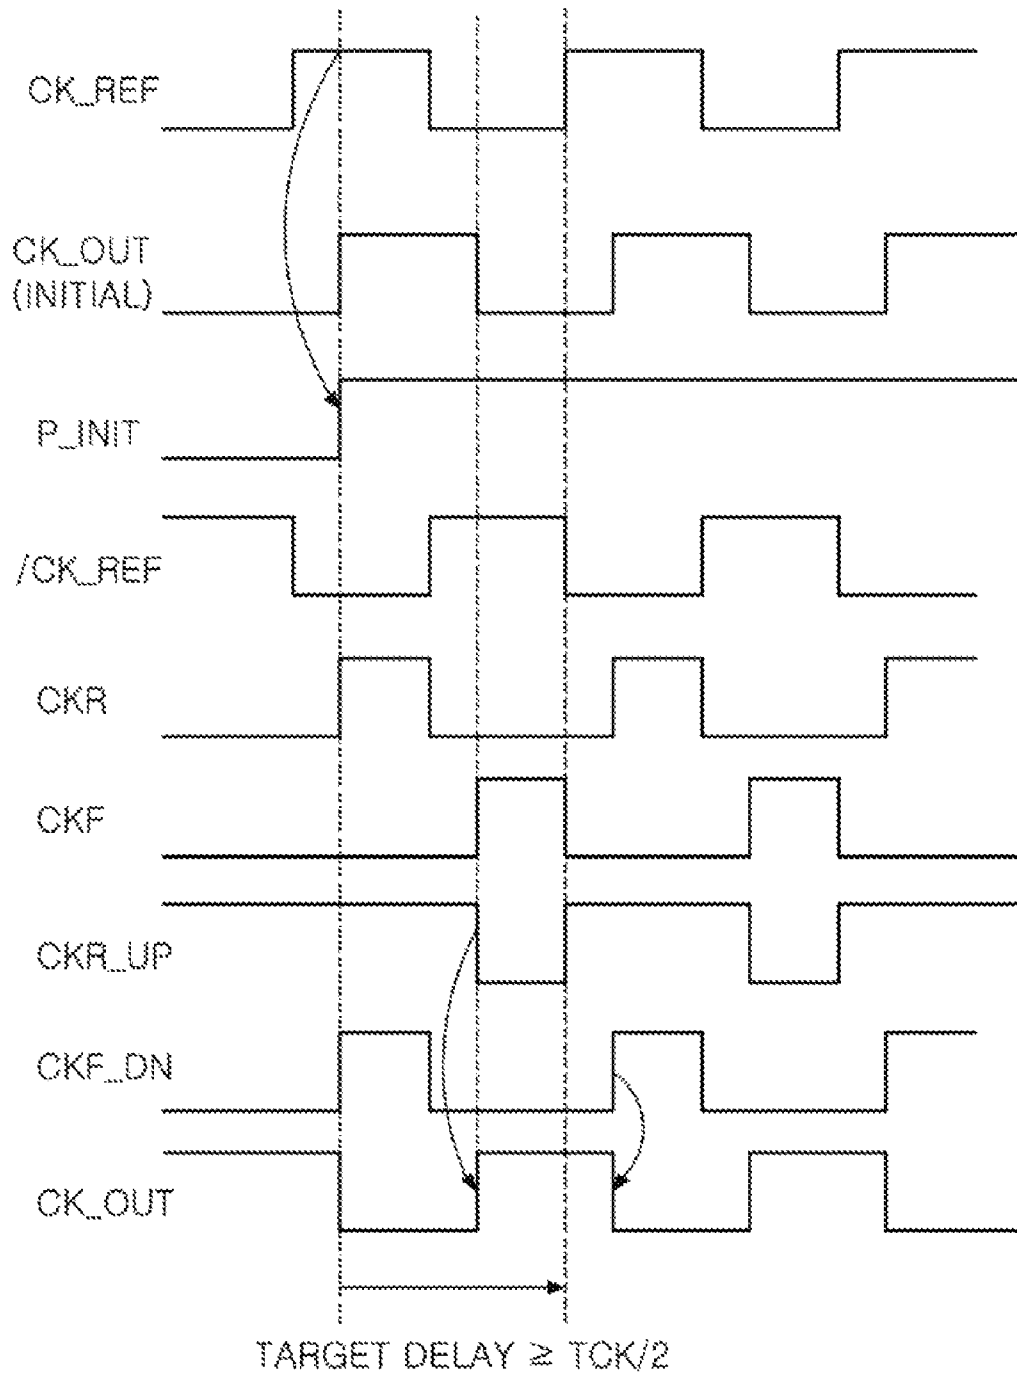 CK_REF
CK_OUT
(INITIAL)
P_INIT
/CK_REF
CKR
CKF
CKR_UP
CKF_DN
CK_OUT
TARGET DELAY ≥ TCK/2